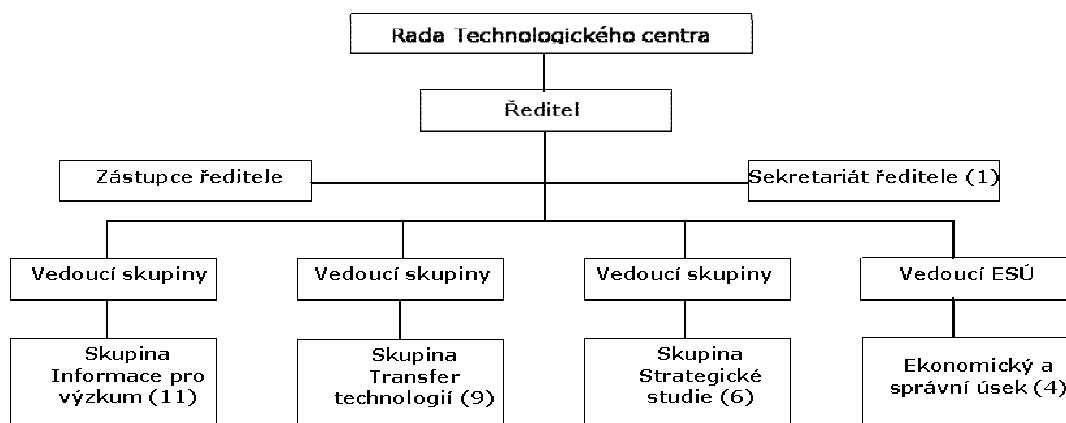 Rada Technologického centra
Ředitel
Zástupce ředitele
Sekretariát ředitele (1)
Vedoucí skupiny
Vedoucí skupiny
Vedoucí skupiny
Vedoucí ESÚ
Skupina
Informace pro
výzkum (11)
Skupina
Transfer
technologií (9)
Skupina
Strategické
studie (6)
Ekonomický a
správní úsek (4)